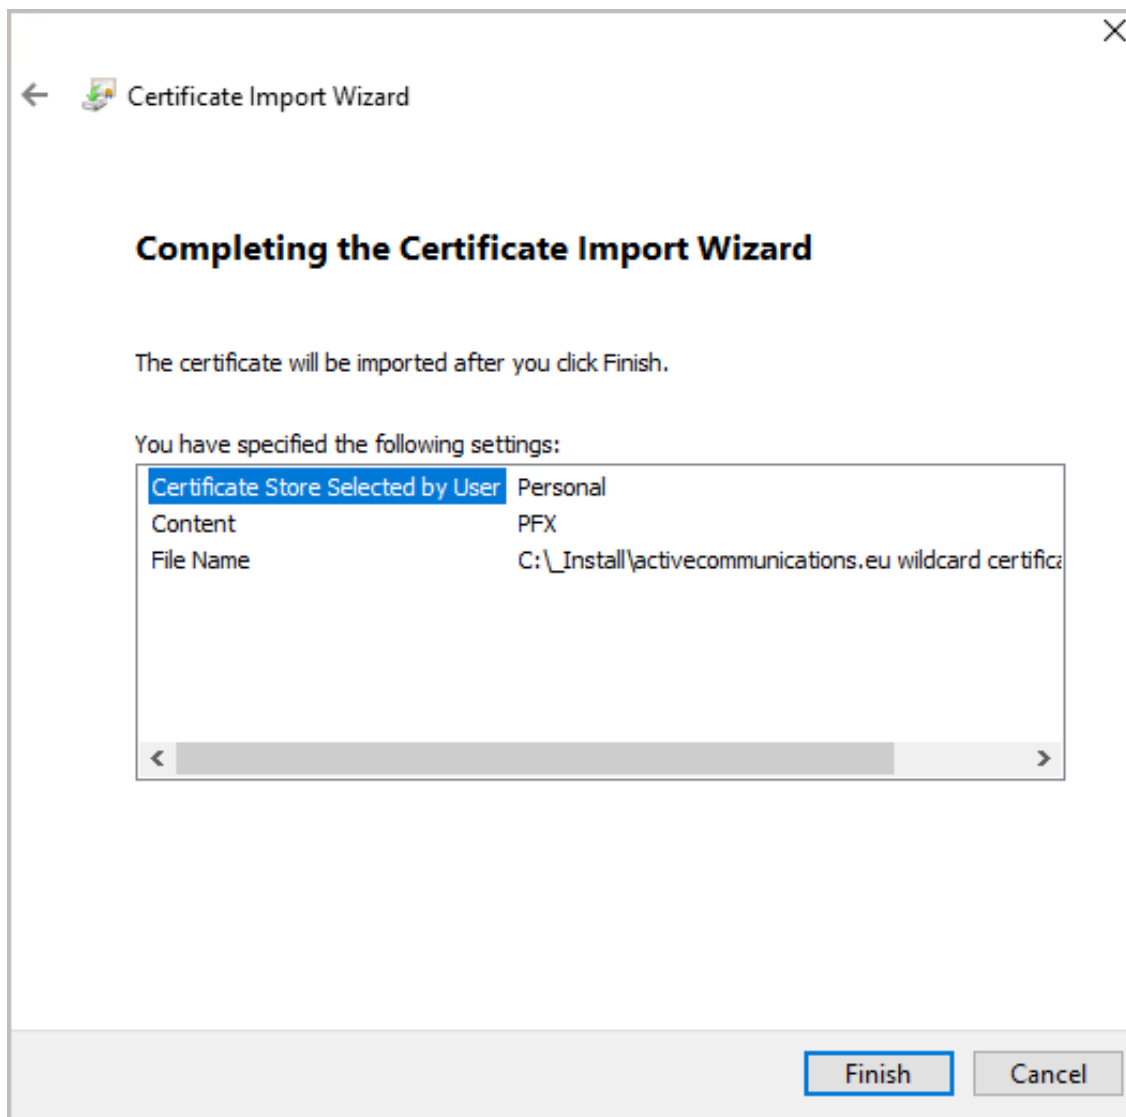 Certificate Import Wizard
Completing the Certificate Import Wizard
The certificate will be imported after you click Finish.
You have specified the following settings:
Certificate Store Selected by User Personal
Content PFX
File Name C:\_Install\activecommunications.eu wildcard certifica
Finish Cancel